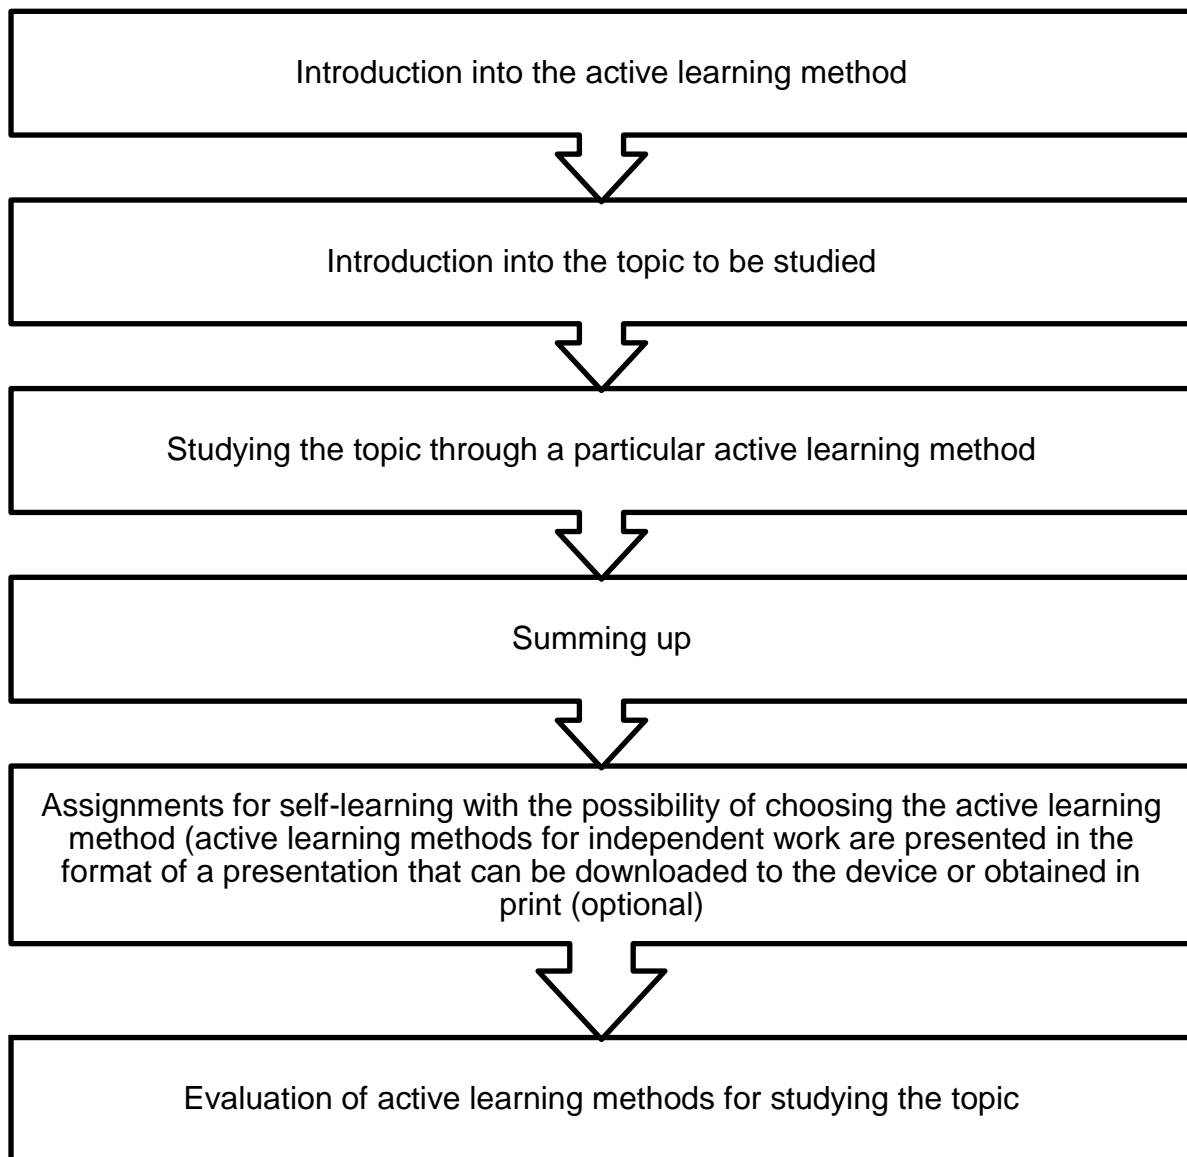 Introduction into the active learning method
Introduction into the topic to be studied
Studying the topic through a particular active learning method
Summing up
Assignments for self-learning with the possibility of choosing the active learning
method (active learning methods for independent work are presented in the
format of a presentation that can be downloaded to the device or obtained in
print (optional)
Evaluation of active learning methods for studying the topic